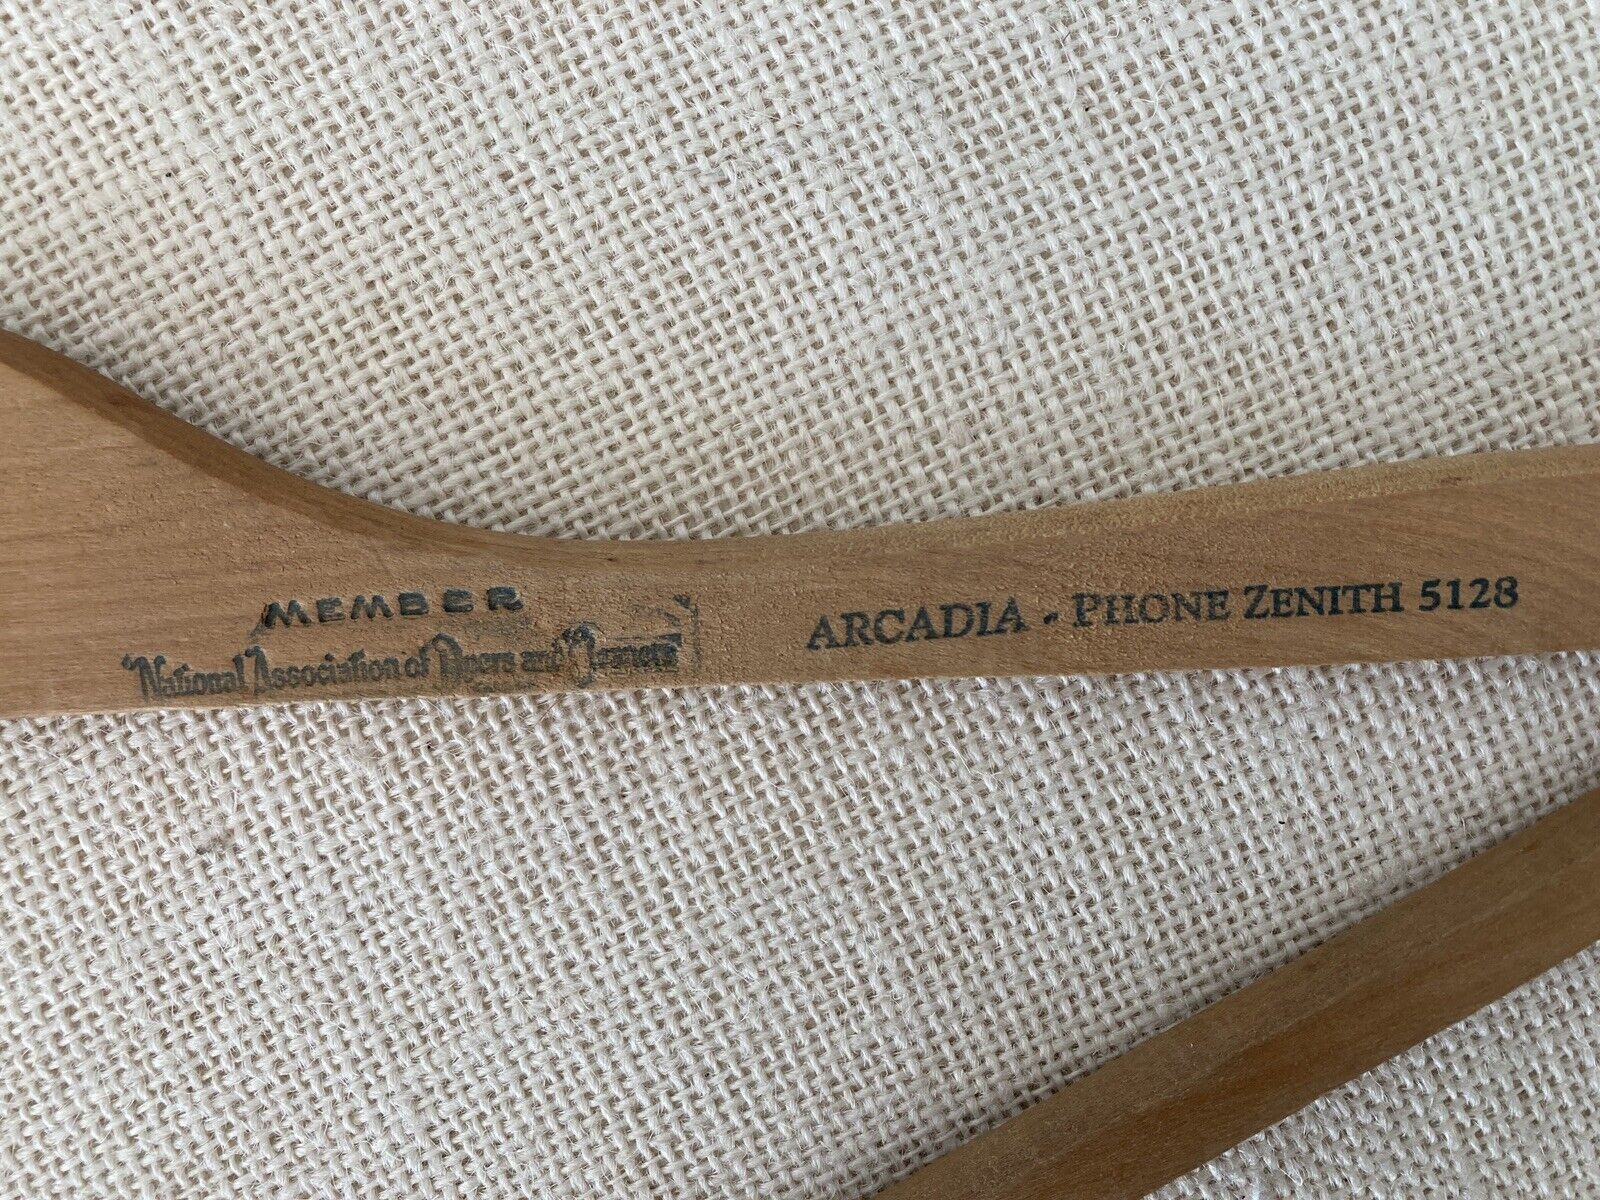 MEMBER
National Association of Dyers and Cleaners
ARCADIA - PHONE ZENITH 5128